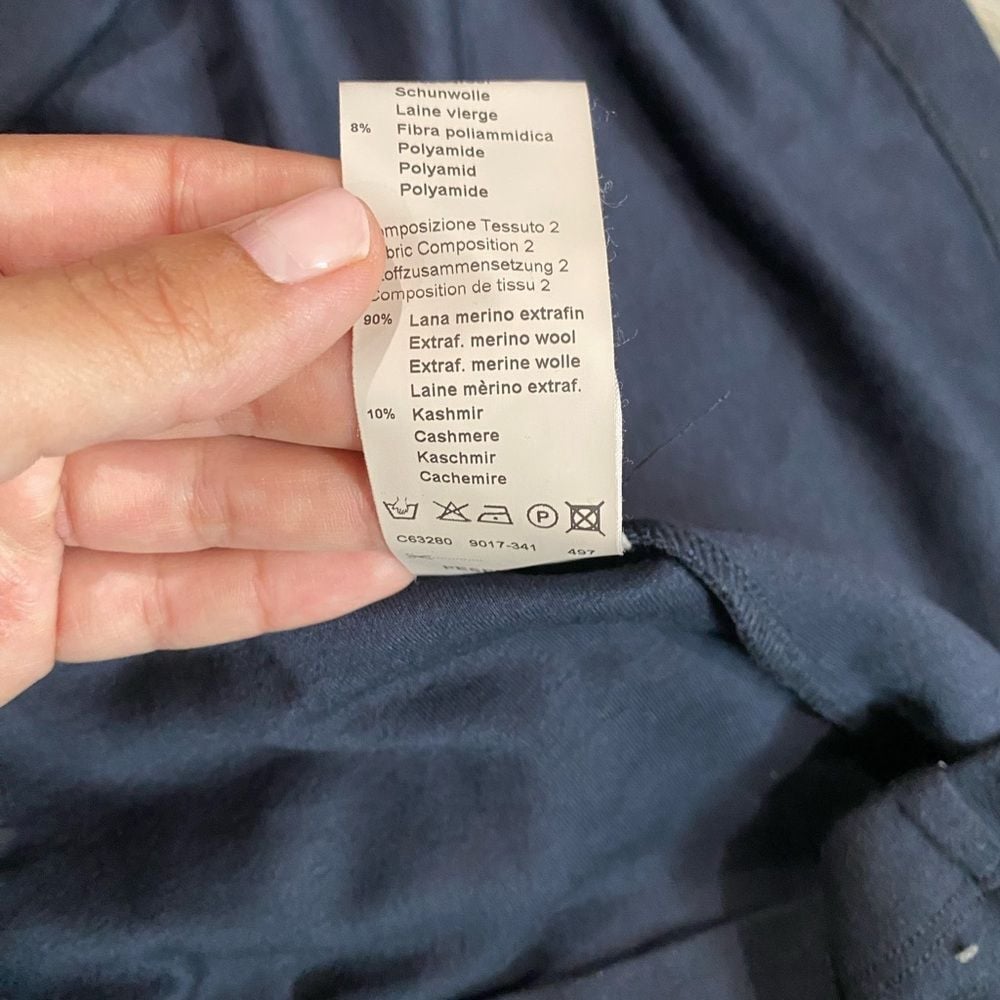 Schunwolle
Laine vierge
8% Fibra poliammidica
Polyamide
Polyamid
Polyamide
mposizione Tessuto 2
bric Composition 2
offzusammensetzung 2
Composition de tissu 2
90% Lana merino extrafin
Extraf. merino wool
Extraf. merine wolle
Laine mèrino extraf.
10% Kashmir
Cashmere
Kaschmir
Cachemire
P
C63280 9017-341 497